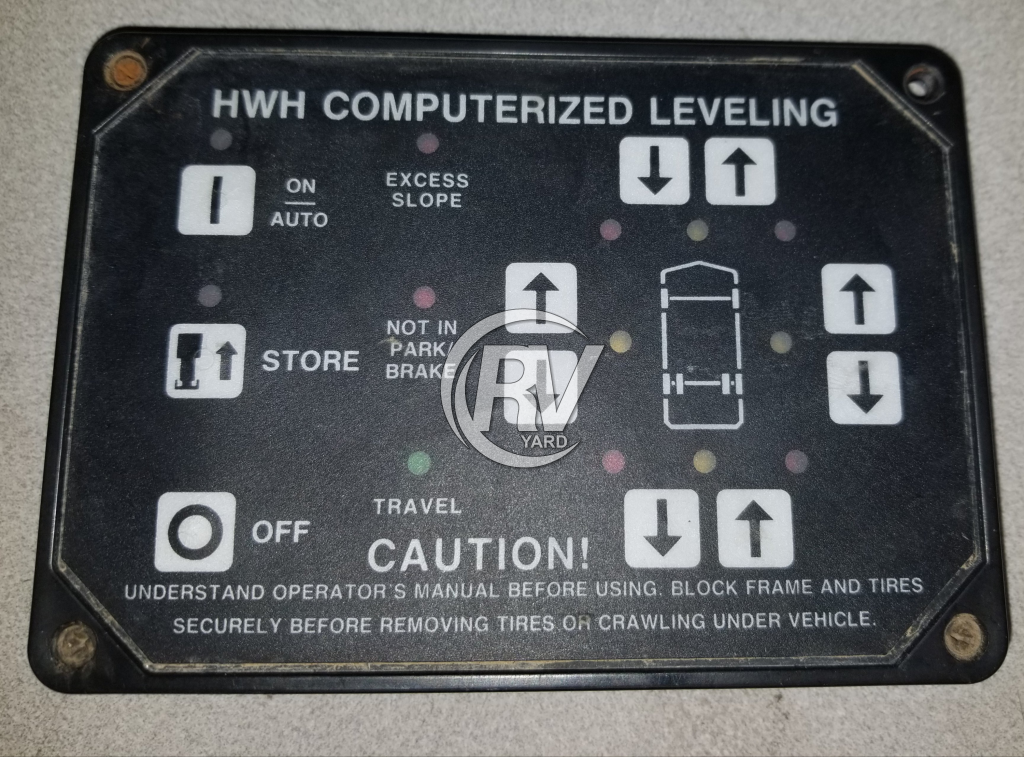 HWH COMPUTERIZED LEVELING
ON
AUTO
EXCESS
SLOPE
STORE
NOT IN
PARK/
BRAKE
RV
YARD
OFF
TRAVEL
CAUTION!
UNDERSTAND OPERATOR'S MANUAL BEFORE USING. BLOCK FRAME AND TIRES
SECURELY BEFORE REMOVING TIRES OR CRAWLING UNDER VEHICLE.